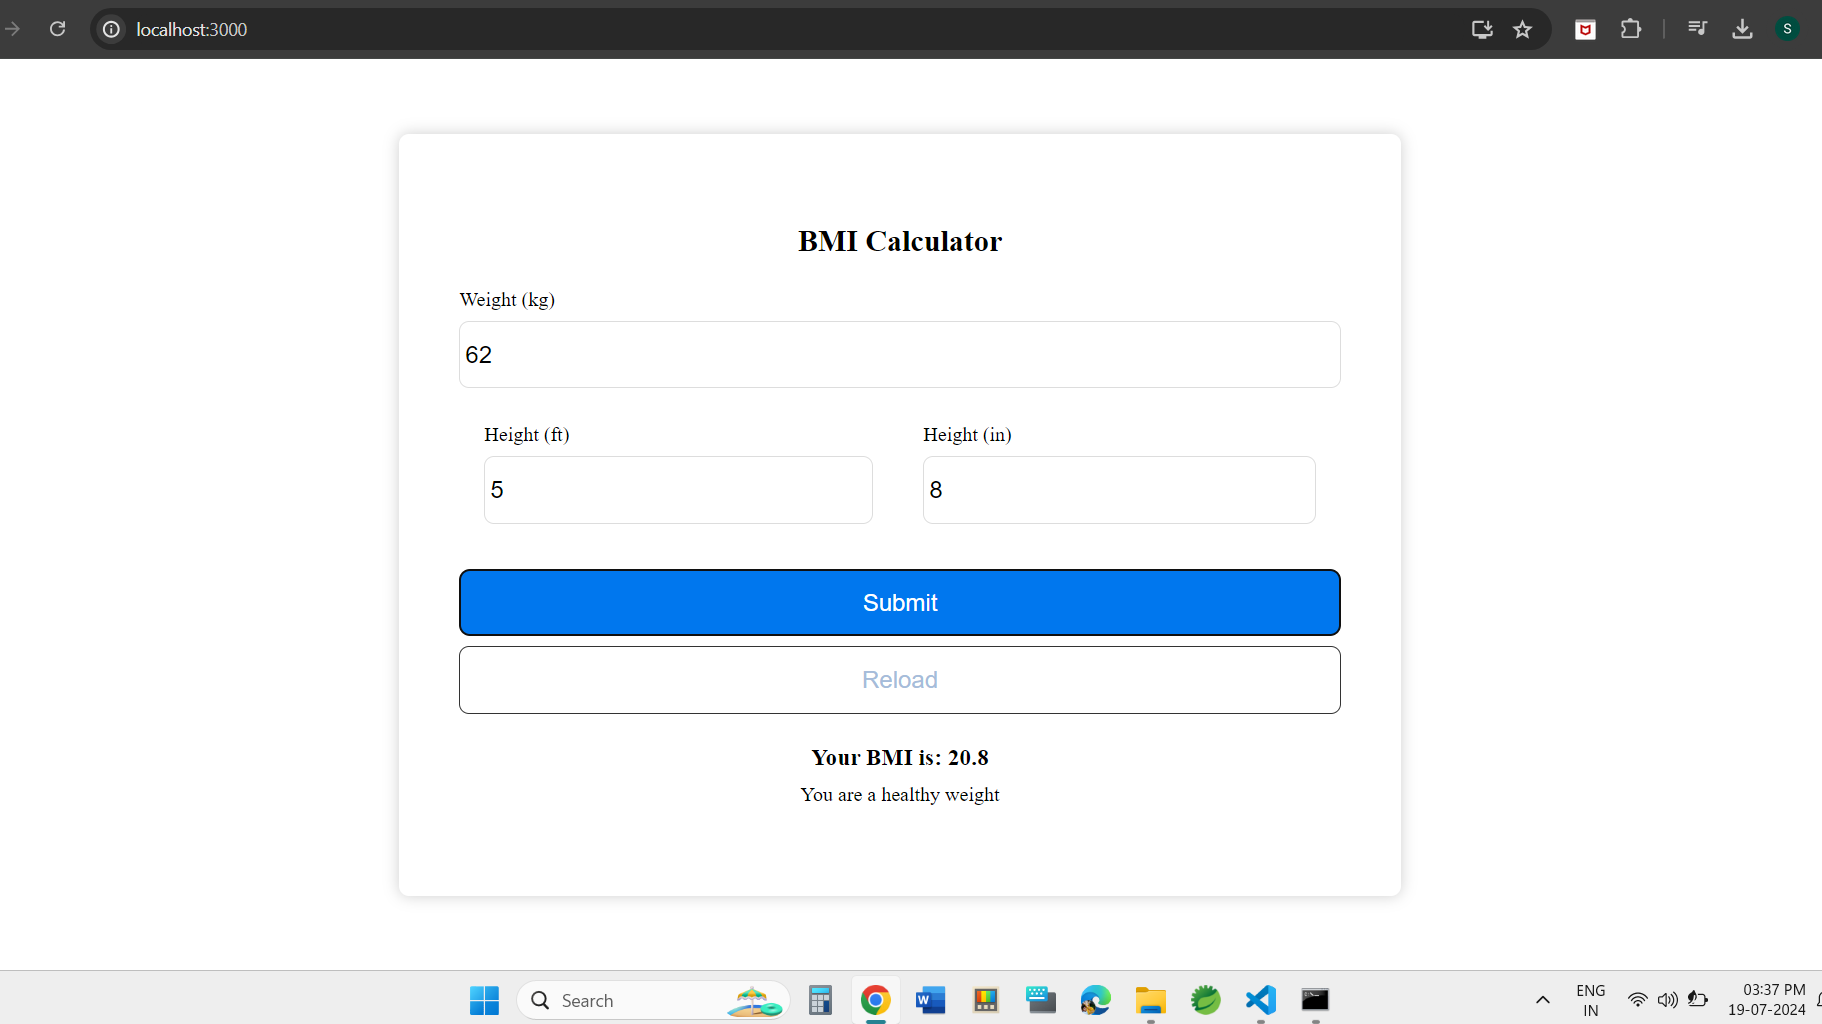 localhost:3000
S
BMI Calculator
Weight (kg)
62
Height (ft)
Height (in)
5
8
Submit
Reload
Your BMI is: 20.8
You are a healthy weight
Search
W
ENG
IN
03:37 PM
19-07-2024